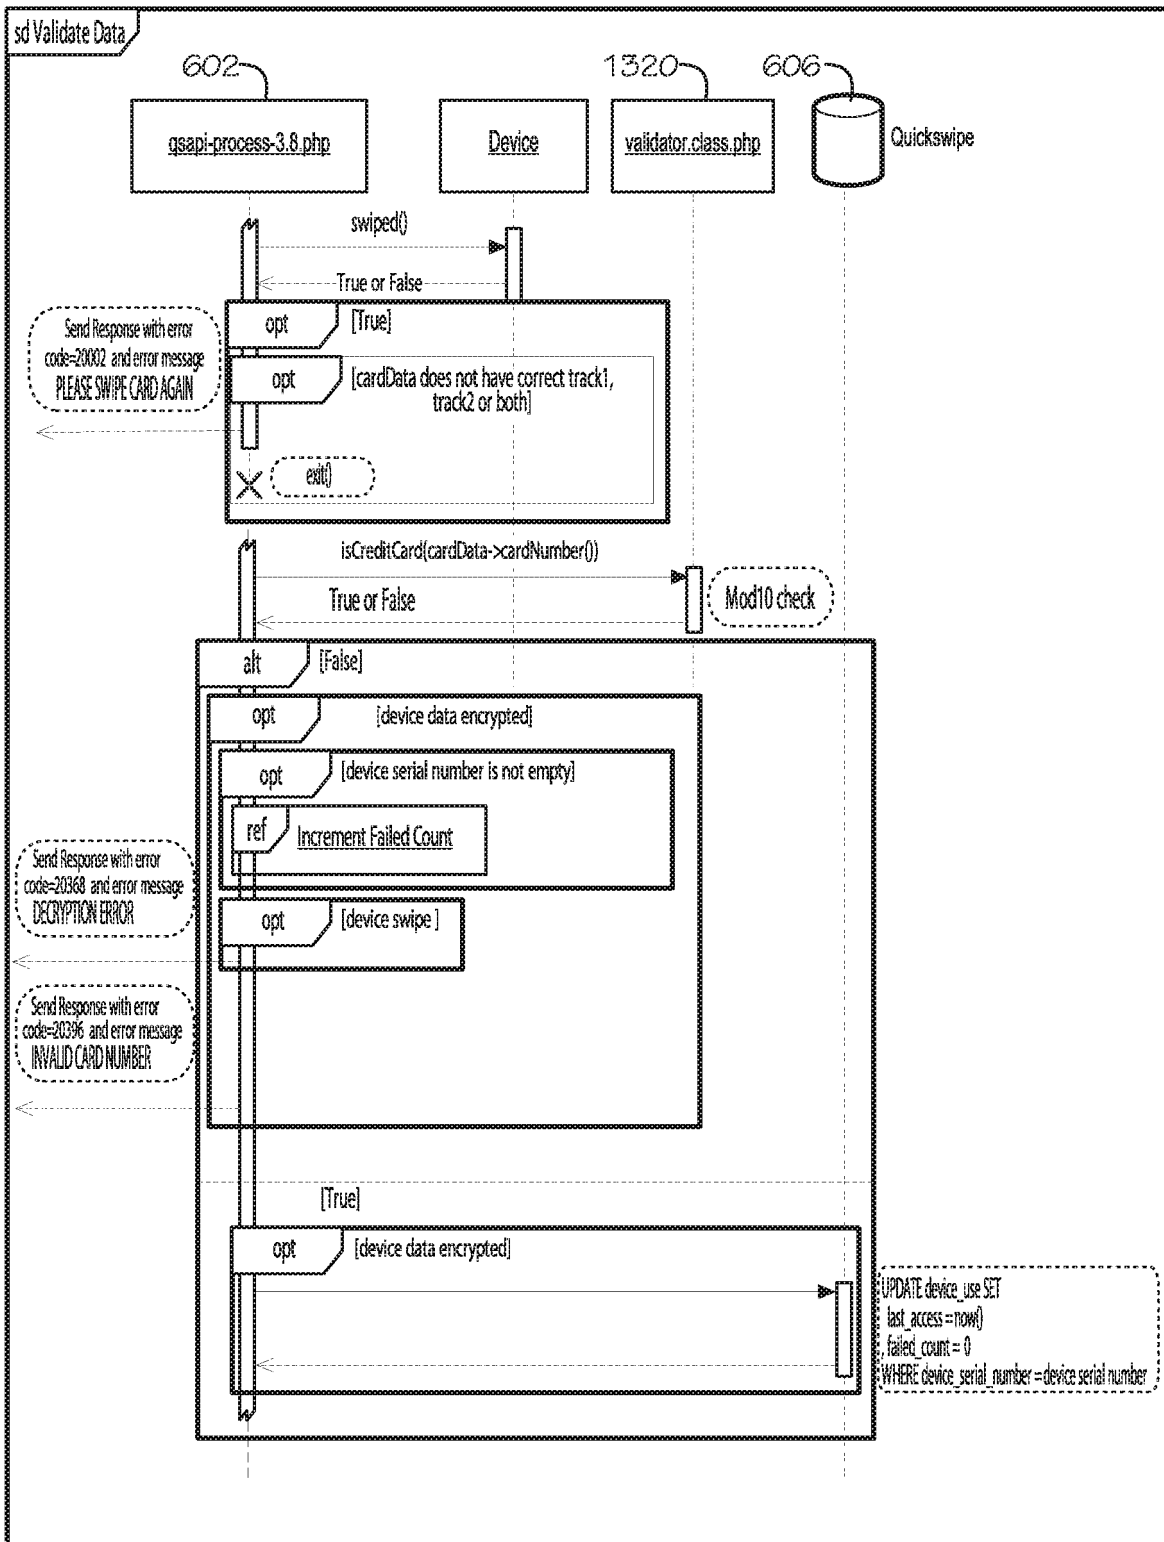 sd Validate Data
602
1320
606
qsapi-process-3.8.php
Device
validator.class.php
Quickswipe
swiped()
True or False
opt
[True]
Send Response with error
code=20002 and error message
PLEASE SWIPE CARD AGAIN
opt
[cardData does not have correct track1,
track2 or both]
exit()
isCreditCard(cardData->cardNumber())
True or False
Mod10 check
alt
[False]
opt
[device data encrypted]
opt
[device serial number is not empty]
ref
Increment Failed Count
Send Response with error
code=20368 and error message
DECRYPTION ERROR
opt
[device swipe ]
Send Response with error
code=20396 and error message
INVALID CARD NUMBER
[True]
opt
[device data encrypted]
UPDATE device_use SET
last_access = now()
, failed_count = 0
WHERE device_serial_number = device serial number